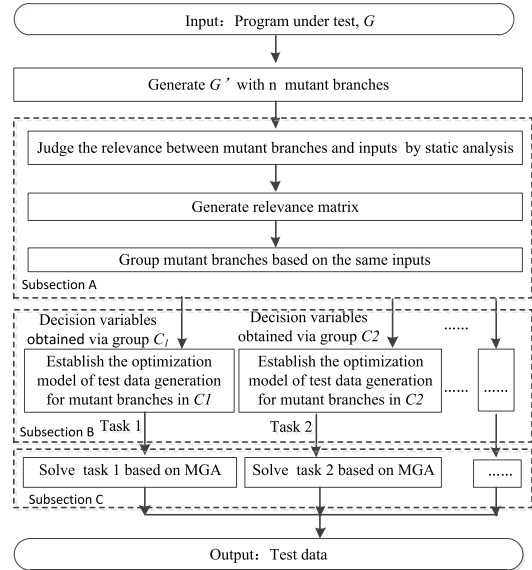 Input: Program under test, G
Generate G' with n mutant branches
Judge the relevance between mutant branches and inputs by static analysis
Generate relevance matrix
Group mutant branches based on the same inputs
Subsection A
Decision variables
obtained via group C1
Decision variables
obtained via group C2
......
Establish the optimization
model of test data generation
for mutant branches in C1
Establish the optimization
model of test data generation
for mutant branches in C2
......
......
Task 1
Task 2
Subsection B
Solve task 1 based on MGA
Solve task 2 based on MGA
......
Subsection C
Output: Test data